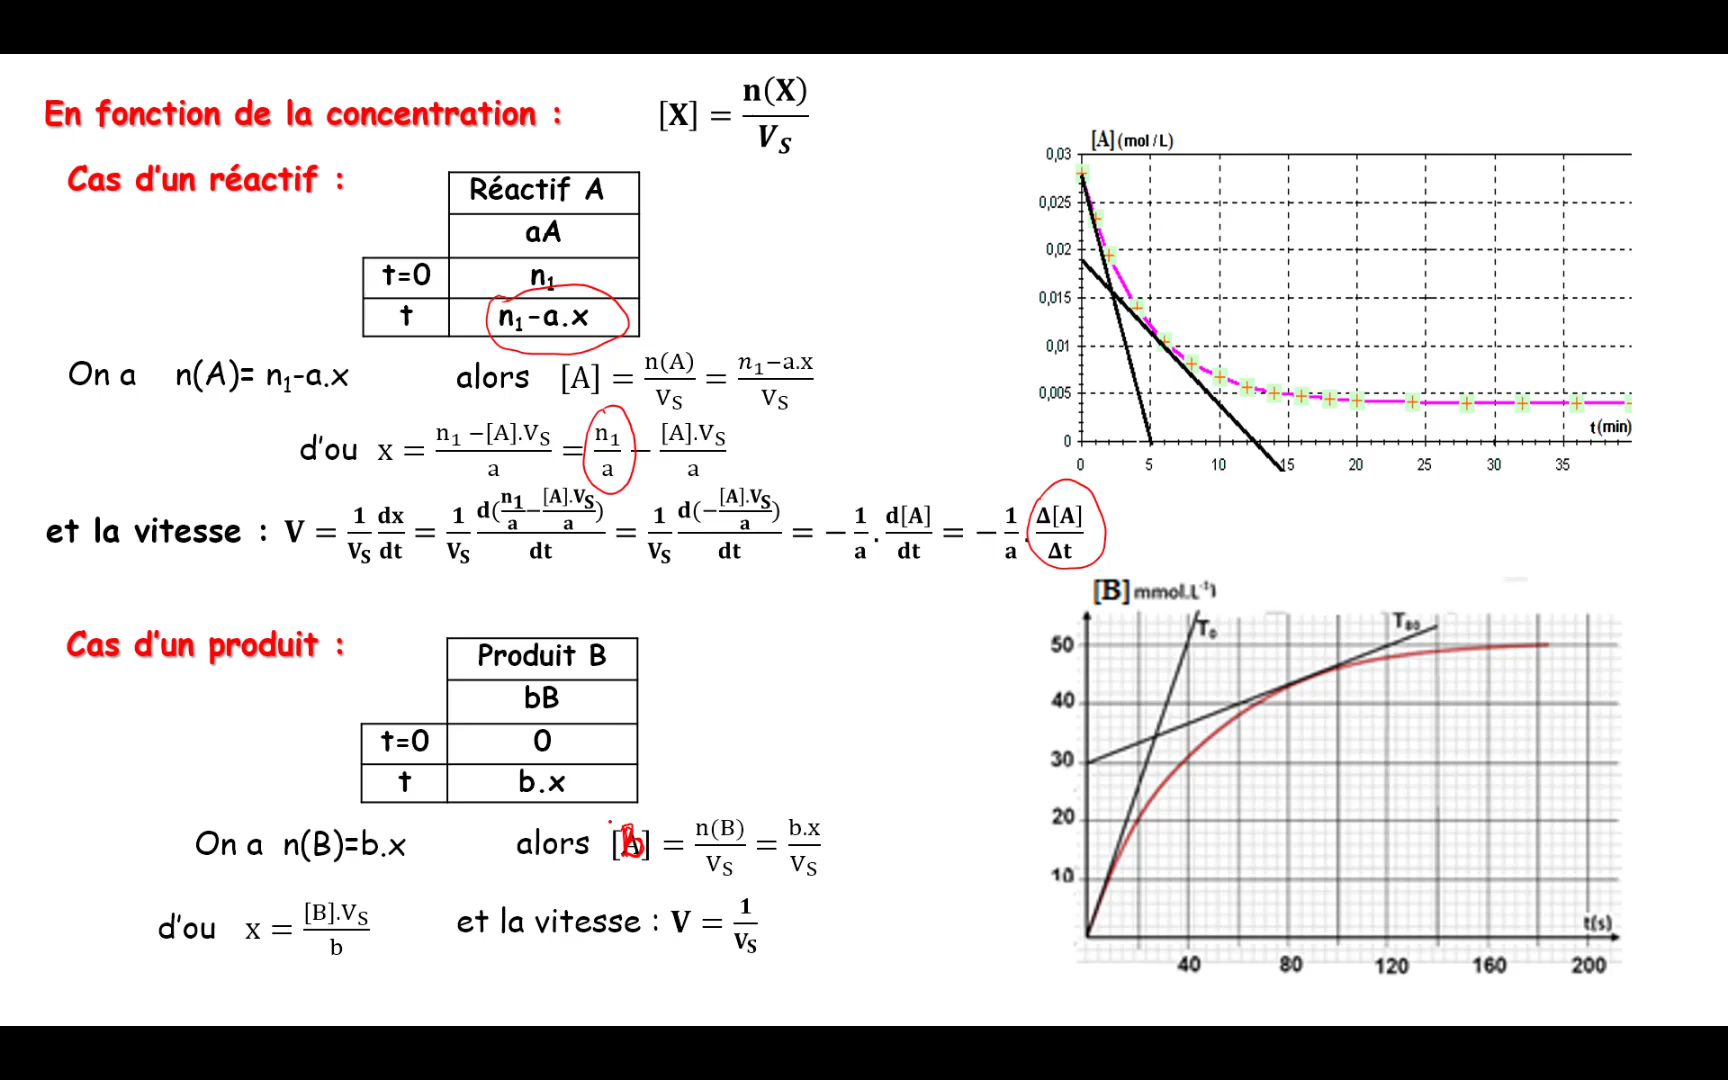 En fonction de la concentration : [X] = n(X)/V_S
Cas d'un réactif :
Réactif A
aA
t=0 n₁
t n₁-a.x
On a n(A)= n₁-a.x alors [A] = n(A)/V_S = n₁−a.x/V_S
d'ou x = n₁ −[A].V_S/a = n₁/a − [A].V_S/a
et la vitesse : V = 1/V_S dx/dt = 1/V_S d(n₁/a−[A].V_S/a)/dt = 1/V_S d(−[A].V_S/a)/dt = −1/a . d[A]/dt = −1/a . Δ[A]/Δt
[A] (mol / L)
0,03
0,025
0,02
0,015
0,01
0,005
0
t (min)
0 5 10 15 20 25 30 35
Cas d'un produit :
Produit B
bB
t=0 0
t b.x
On a n(B)=b.x alors [b] = n(B)/V_S = b.x/V_S
d'ou x = [B].V_S/b et la vitesse : V = 1/V_S
[B] mmol.L⁻¹
T₀ T₈₀
50
40
30
20
10
t(s)
40 80 120 160 200